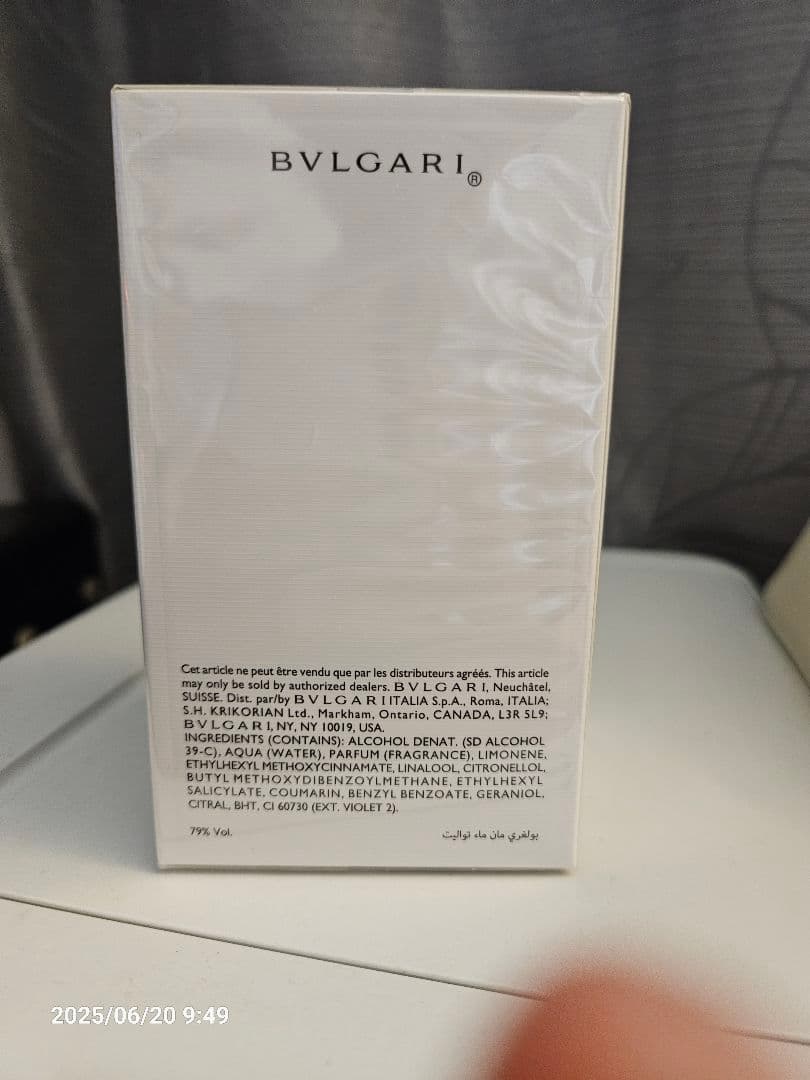 BVLGARI®
Cet article ne peut être vendu que par les distributeurs agréés. This article
may only be sold by authorized dealers. BVLGARI, Neuchâtel,
SUISSE. Dist. par/by BVLGARI ITALIA S.p.A., Roma, ITALIA;
S.H. KRIKORIAN Ltd., Markham, Ontario, CANADA, L3R 5L9;
BVLGARI, NY, NY 10019, USA.
INGREDIENTS (CONTAINS): ALCOHOL DENAT. (SD ALCOHOL
39-C), AQUA (WATER), PARFUM (FRAGRANCE), LIMONENE,
ETHYLHEXYL METHOXYCINNAMATE, LINALOOL, CITRONELLOL,
BUTYL METHOXYDIBENZOYLMETHANE, ETHYLHEXYL
SALICYLATE, COUMARIN, BENZYL BENZOATE, GERANIOL,
CITRAL, BHT, CI 60730 (EXT. VIOLET 2).
79% Vol. بولغري مان ماء تواليت
2025/06/20 9:49